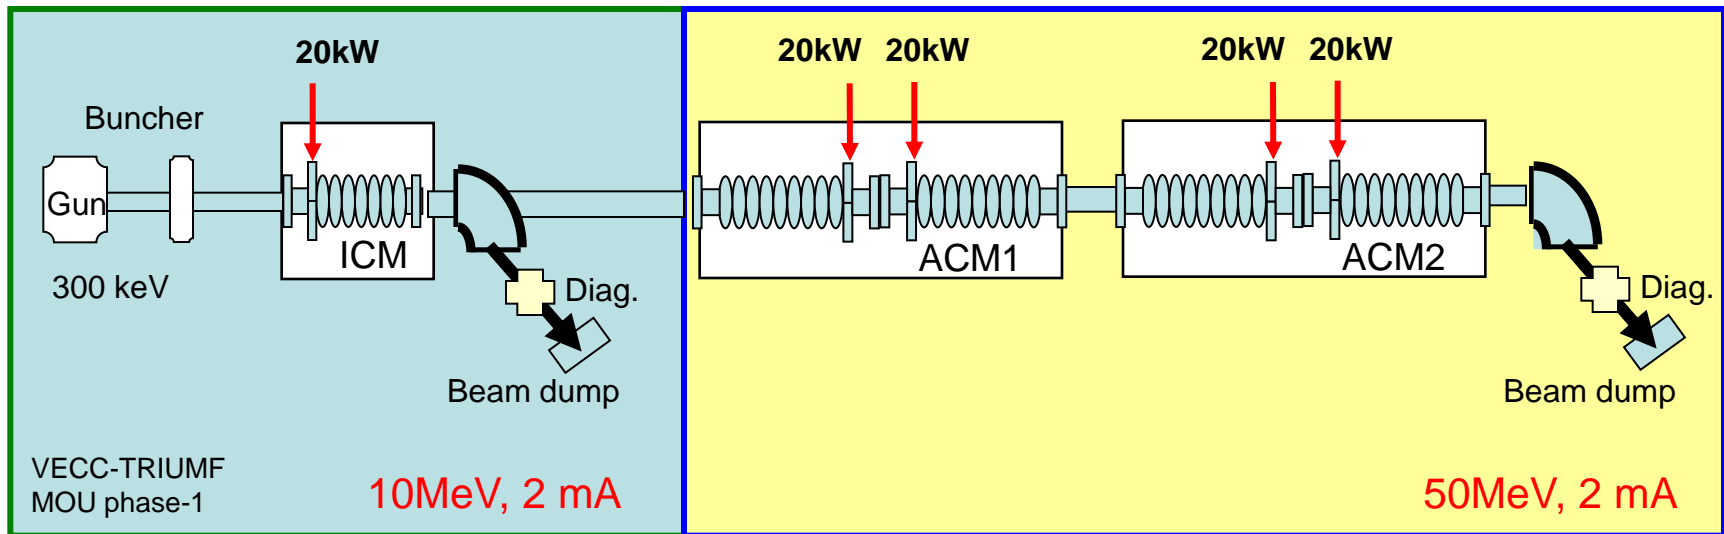 20kW
Buncher
Gun
300 keV
ICM
Diag.
Beam dump
VECC-TRIUMF
MOU phase-1
10MeV, 2 mA
20kW 20kW
20kW 20kW
ACM1
ACM2
Diag.
Beam dump
50MeV, 2 mA